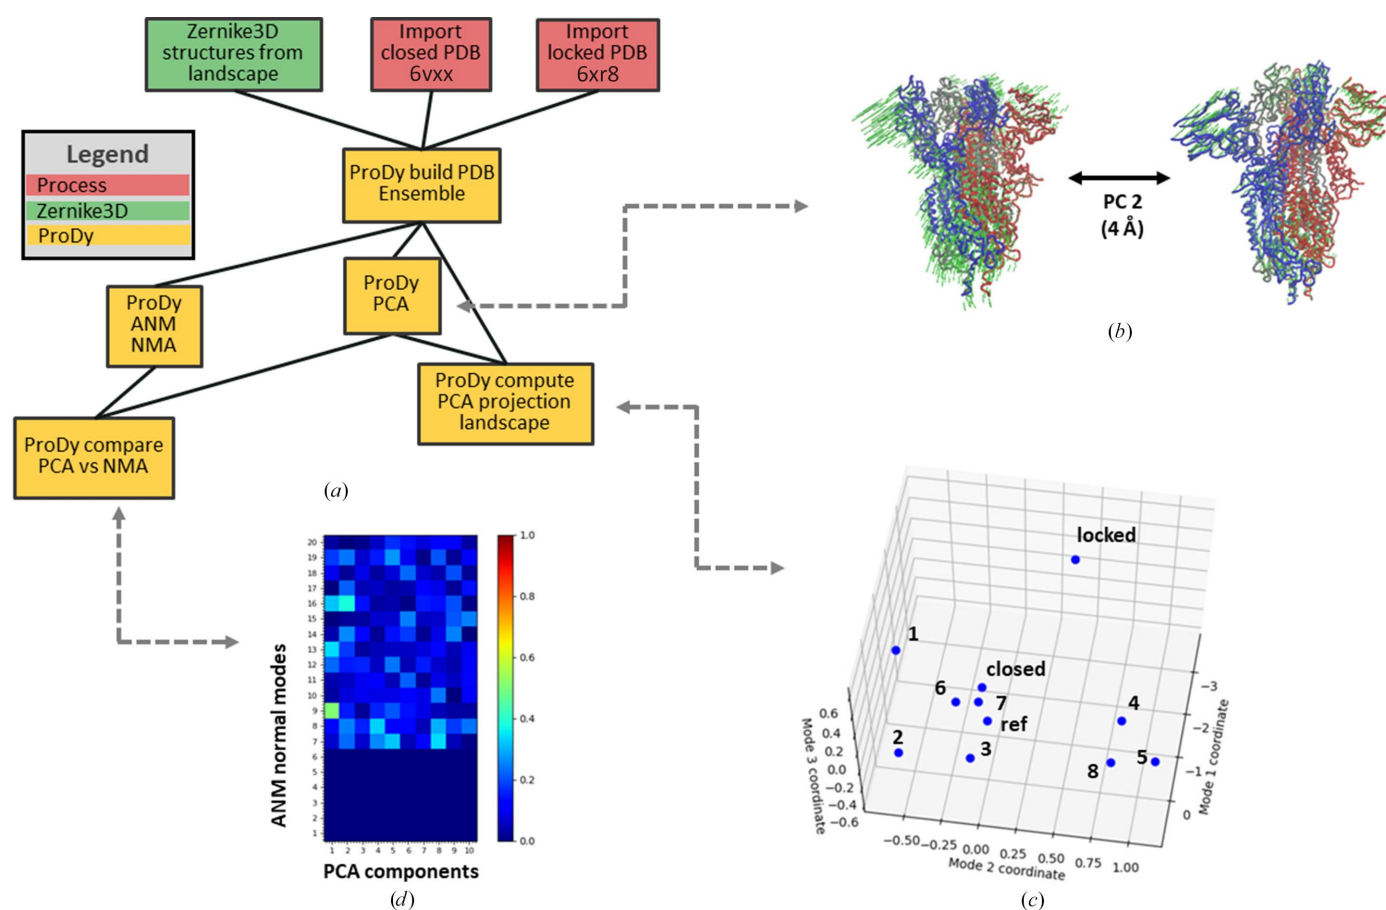 Zernike3D
structures from
landscape
Import
closed PDB
6vxx
Import
locked PDB
6xr8
Legend
Process
Zernike3D
ProDy
ProDy build PDB
Ensemble
ProDy
ANM
NMA
ProDy
PCA
ProDy compute
PCA projection
landscape
ProDy compare
PCA vs NMA
(a)
PC 2
(4 Å)
(b)
locked
1
closed
6
7
ref
4
2
3
8
5
0.6
0.4
0.2
0.0
−0.2
−0.4
−0.6
Mode 3 coordinate
−0.50
−0.25
0.00
0.25
0.50
0.75
1.00
Mode 2 coordinate
−3
−2
−1
0
Mode 1 coordinate
(c)
20
19
18
17
16
15
14
13
12
11
10
9
8
7
6
5
4
3
2
1
ANM normal modes
1 2 3 4 5 6 7 8 9 10
PCA components
1.0
0.8
0.6
0.4
0.2
0.0
(d)